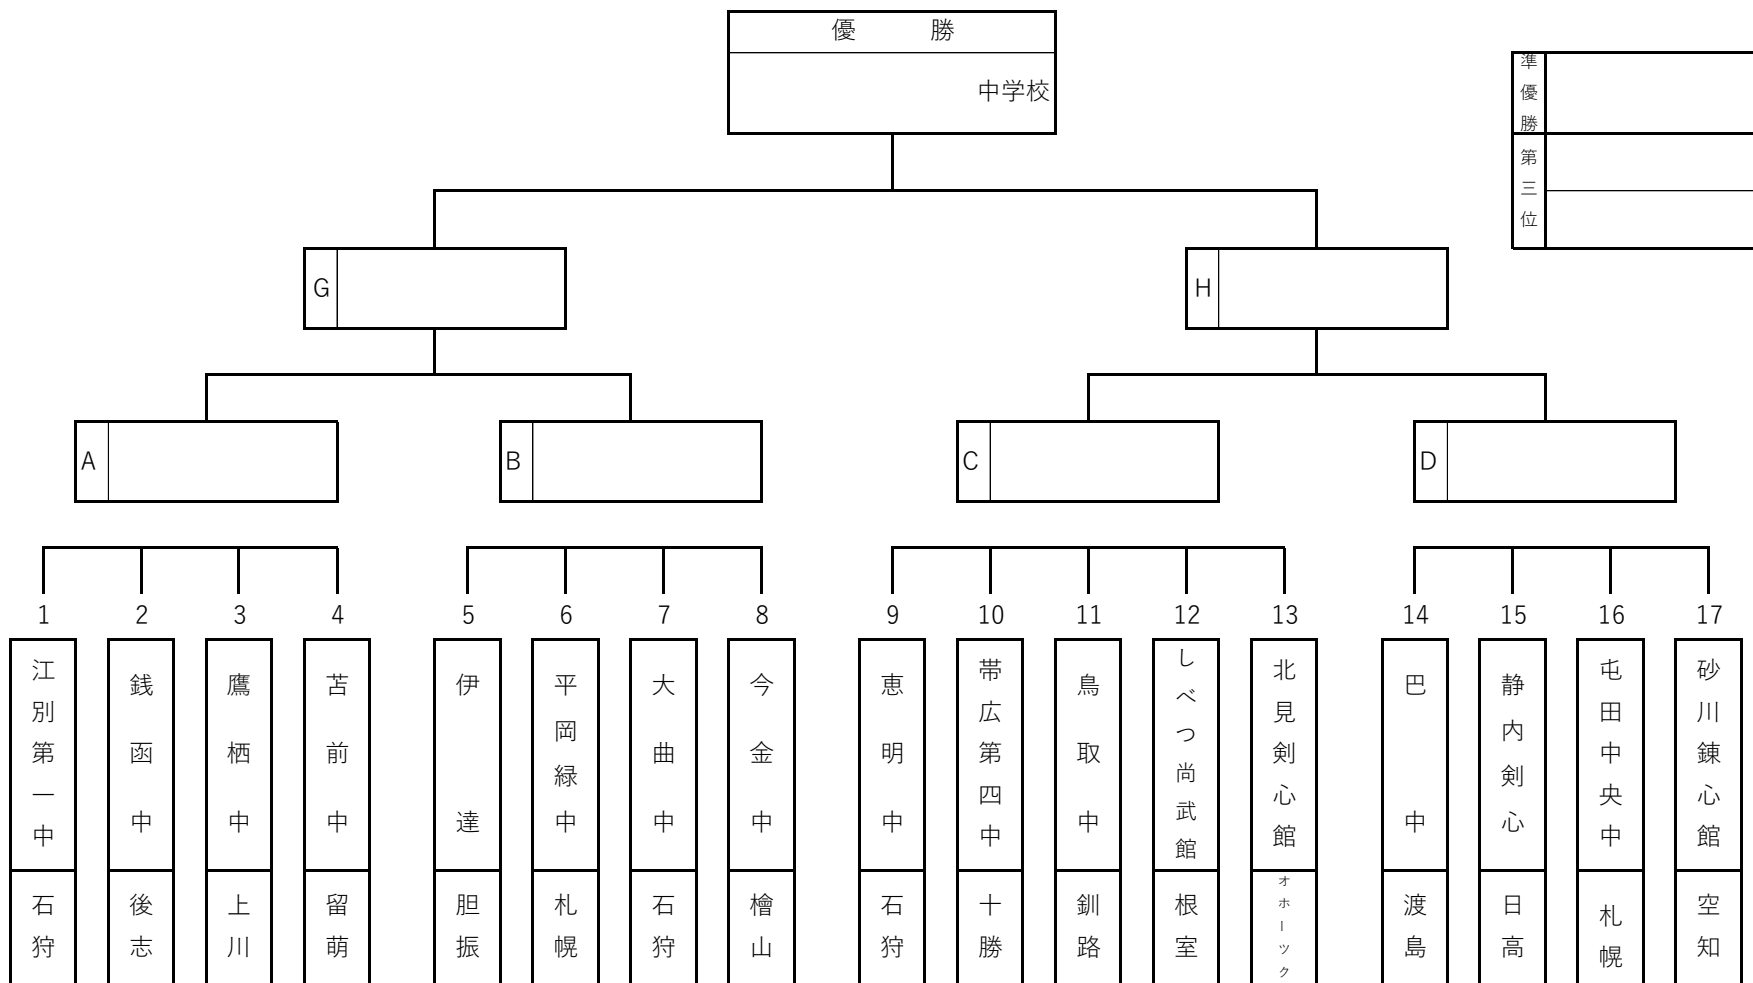 優　勝
中学校
準優勝
第三位
G
H
A
B
C
D
1
2
3
4
5
6
7
8
9
10
11
12
13
14
15
16
17
江別第一中
銭函中
鷹栖中
苫前中
伊達
平岡緑中
大曲中
今金中
恵明中
帯広第四中
鳥取中
しべつ尚武館
北見剣心館
巴中
静内剣心
屯田中央中
砂川錬心館
石狩
後志
上川
留萌
胆振
札幌
石狩
檜山
石狩
十勝
釧路
根室
オホーツク
渡島
日高
札幌
空知